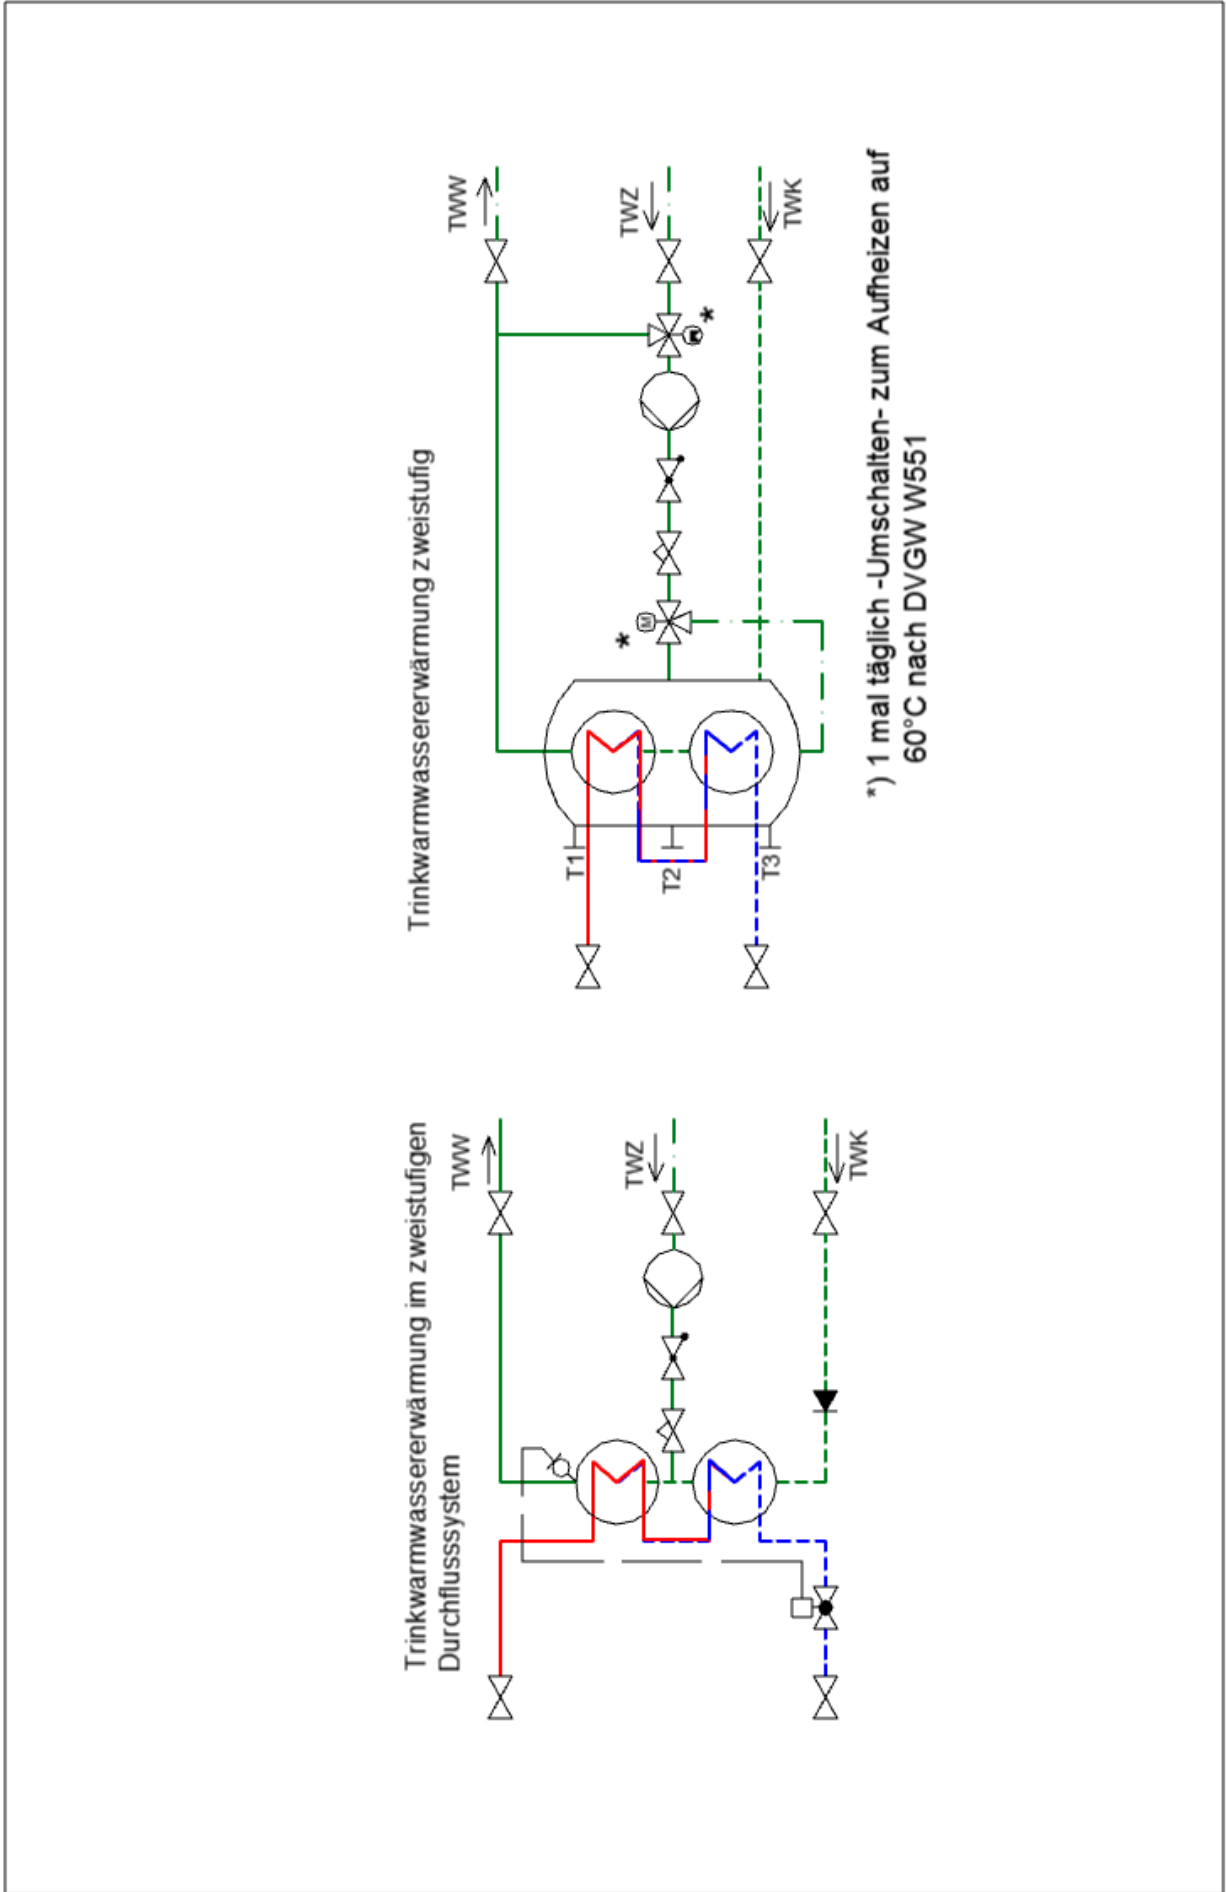 Trinkwarmwassererwärmung im zweistufigen
Durchflusssystem
TWW
TWZ
TWK
Trinkwarmwassererwärmung zweistufig
TWW
TWZ
TWK
T1
T2
T3
M
M
*
*
*) 1 mal täglich -Umschalten- zum Aufheizen auf
60°C nach DVGW W551